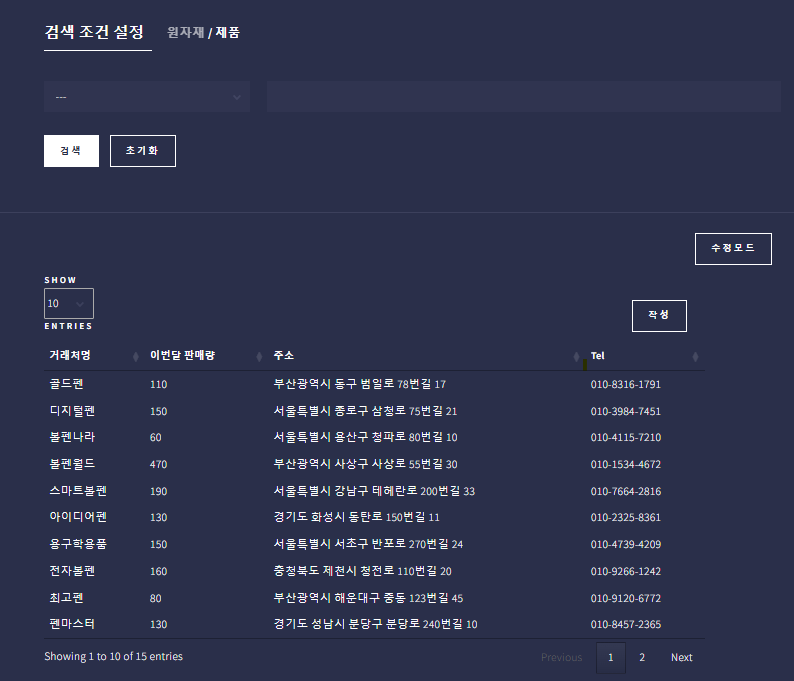 검색 조건 설정 원자재 / 제품
---
검색 초기화
수정모드
SHOW
10
ENTRIES
작성
거래처명 이번달 판매량 주소 Tel
골드펜 110 부산광역시 동구 범일로 78번길 17 010-8316-1791
디지털펜 150 서울특별시 종로구 삼청로 75번길 21 010-3984-7451
볼펜나라 60 서울특별시 용산구 청파로 80번길 10 010-4115-7210
볼펜월드 470 부산광역시 사상구 사상로 55번길 30 010-1534-4672
스마트볼펜 190 서울특별시 강남구 테헤란로 200번길 33 010-7664-2816
아이디어펜 130 경기도 화성시 동탄로 150번길 11 010-2325-8361
용구학용품 150 서울특별시 서초구 반포로 270번길 24 010-4739-4209
전자볼펜 160 충청북도 제천시 청전로 110번길 20 010-9266-1242
최고펜 80 부산광역시 해운대구 중동 123번길 45 010-9120-6772
펜마스터 130 경기도 성남시 분당구 분당로 240번길 10 010-8457-2365
Showing 1 to 10 of 15 entries Previous 1 2 Next